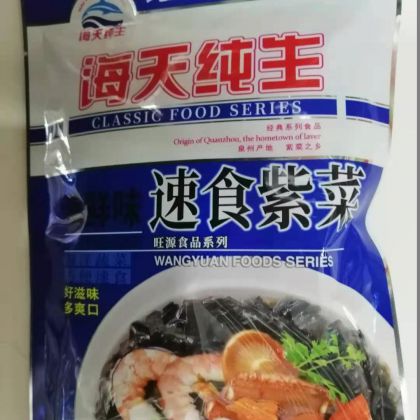 海天纯生
海天纯生
CLASSIC FOOD SERIES
经典系列食品
Origin of Quanzhou, the hometown of laver
泉州产地 紫菜之乡
鲜味
速食紫菜
旺源食品系列
WANGYUAN FOODS SERIES
好滋味
多爽口